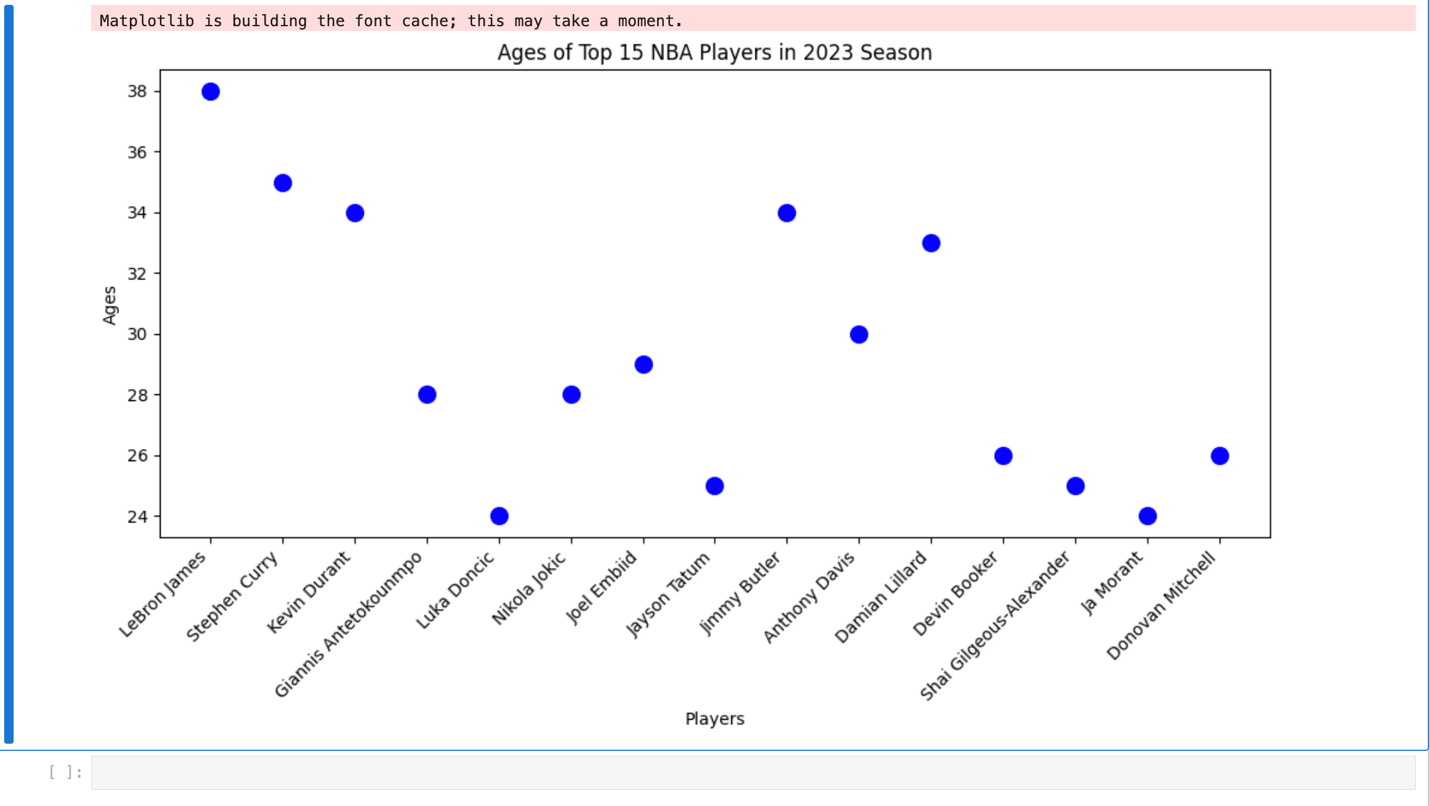 Matplotlib is building the font cache; this may take a moment.
Ages of Top 15 NBA Players in 2023 Season
38
36
34
32
30
28
26
24
Ages
LeBron James
Stephen Curry
Kevin Durant
Giannis Antetokounmpo
Luka Doncic
Nikola Jokic
Joel Embiid
Jayson Tatum
Jimmy Butler
Anthony Davis
Damian Lillard
Devin Booker
Shai Gilgeous-Alexander
Ja Morant
Donovan Mitchell
Players
[ ]: